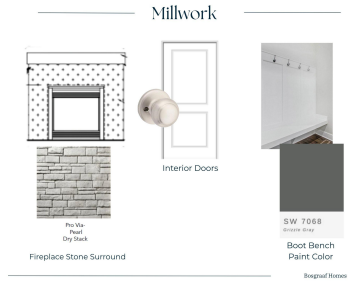 Millwork
Pro Via-
Pearl
Dry Stack
Fireplace Stone Surround
Interior Doors
SW 7068
Grizzle Gray
Boot Bench
Paint Color
Bosgraaf Homes